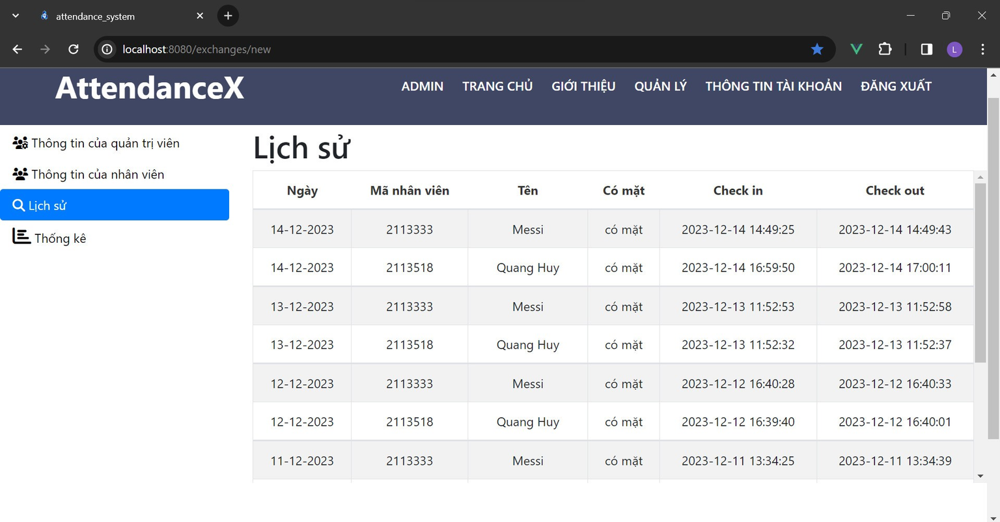 attendance_system
localhost:8080/exchanges/new
L
AttendanceX
ADMIN TRANG CHỦ GIỚI THIỆU QUẢN LÝ THÔNG TIN TÀI KHOẢN ĐĂNG XUẤT
Thông tin của quản trị viên
Thông tin của nhân viên
Lịch sử
Thống kê
Lịch sử
Ngày Mã nhân viên Tên Có mặt Check in Check out
14-12-2023 2113333 Messi có mặt 2023-12-14 14:49:25 2023-12-14 14:49:43
14-12-2023 2113518 Quang Huy có mặt 2023-12-14 16:59:50 2023-12-14 17:00:11
13-12-2023 2113333 Messi có mặt 2023-12-13 11:52:53 2023-12-13 11:52:58
13-12-2023 2113518 Quang Huy có mặt 2023-12-13 11:52:32 2023-12-13 11:52:37
12-12-2023 2113333 Messi có mặt 2023-12-12 16:40:28 2023-12-12 16:40:33
12-12-2023 2113518 Quang Huy có mặt 2023-12-12 16:39:40 2023-12-12 16:40:01
11-12-2023 2113333 Messi có mặt 2023-12-11 13:34:25 2023-12-11 13:34:39